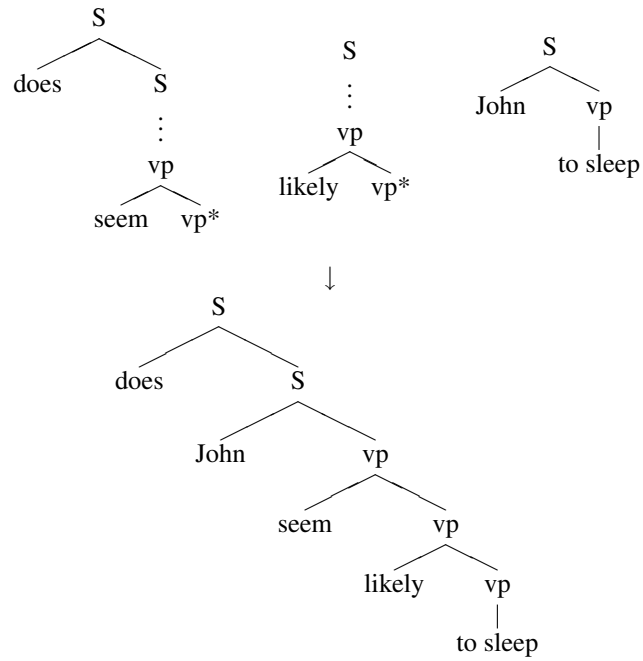 S S S
does S John vp
vp to sleep
seem vp* likely vp*
↓
S
does S
John vp
seem vp
likely vp
to sleep